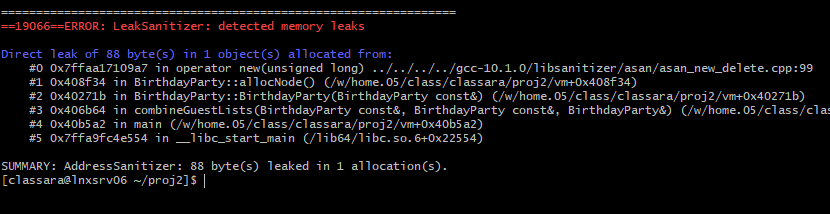 =================================================================
==19066==ERROR: LeakSanitizer: detected memory leaks
Direct leak of 88 byte(s) in 1 object(s) allocated from:
#0 0x7ffaa17109a7 in operator new(unsigned long) ../../../../gcc-10.1.0/libsanitizer/asan/asan_new_delete.cpp:99
#1 0x408f34 in BirthdayParty::allocNode() (/w/home.05/class/classara/proj2/vm+0x408f34)
#2 0x40271b in BirthdayParty::BirthdayParty(BirthdayParty const&) (/w/home.05/class/classara/proj2/vm+0x40271b)
#3 0x406b64 in combineGuestLists(BirthdayParty const&, BirthdayParty const&, BirthdayParty&) (/w/home.05/class/clas
#4 0x40b5a2 in main (/w/home.05/class/classara/proj2/vm+0x40b5a2)
#5 0x7ffa9fc4e554 in __libc_start_main (/lib64/libc.so.6+0x22554)
SUMMARY: AddressSanitizer: 88 byte(s) leaked in 1 allocation(s).
[classara@lnxsrv06 ~/proj2]$